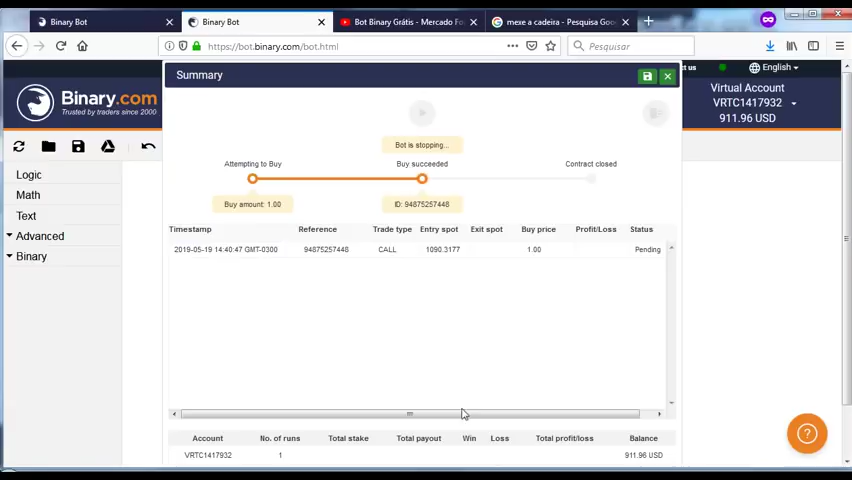 Binary Bot
Binary Bot
Bot Binary Grátis - Mercado Fo
mexe a cadeira - Pesquisa Goo
https://bot.binary.com/bot.html
Pesquisar
ct us
English
Binary.com
Trusted by traders since 2000
Virtual Account
VRTC1417932
911.96 USD
Summary
Logic
Math
Text
Advanced
Binary
Bot is stopping...
Attempting to Buy
Buy succeeded
Contract closed
Buy amount: 1.00
ID: 94875257448
Timestamp Reference Trade type Entry spot Exit spot Buy price Profit/Loss Status
2019-05-19 14:40:47 GMT-0300 94875257448 CALL 1090.3177 1.00 Pending
Account No. of runs Total stake Total payout Win Loss Total profit/loss Balance
VRTC1417932 1 911.96 USD